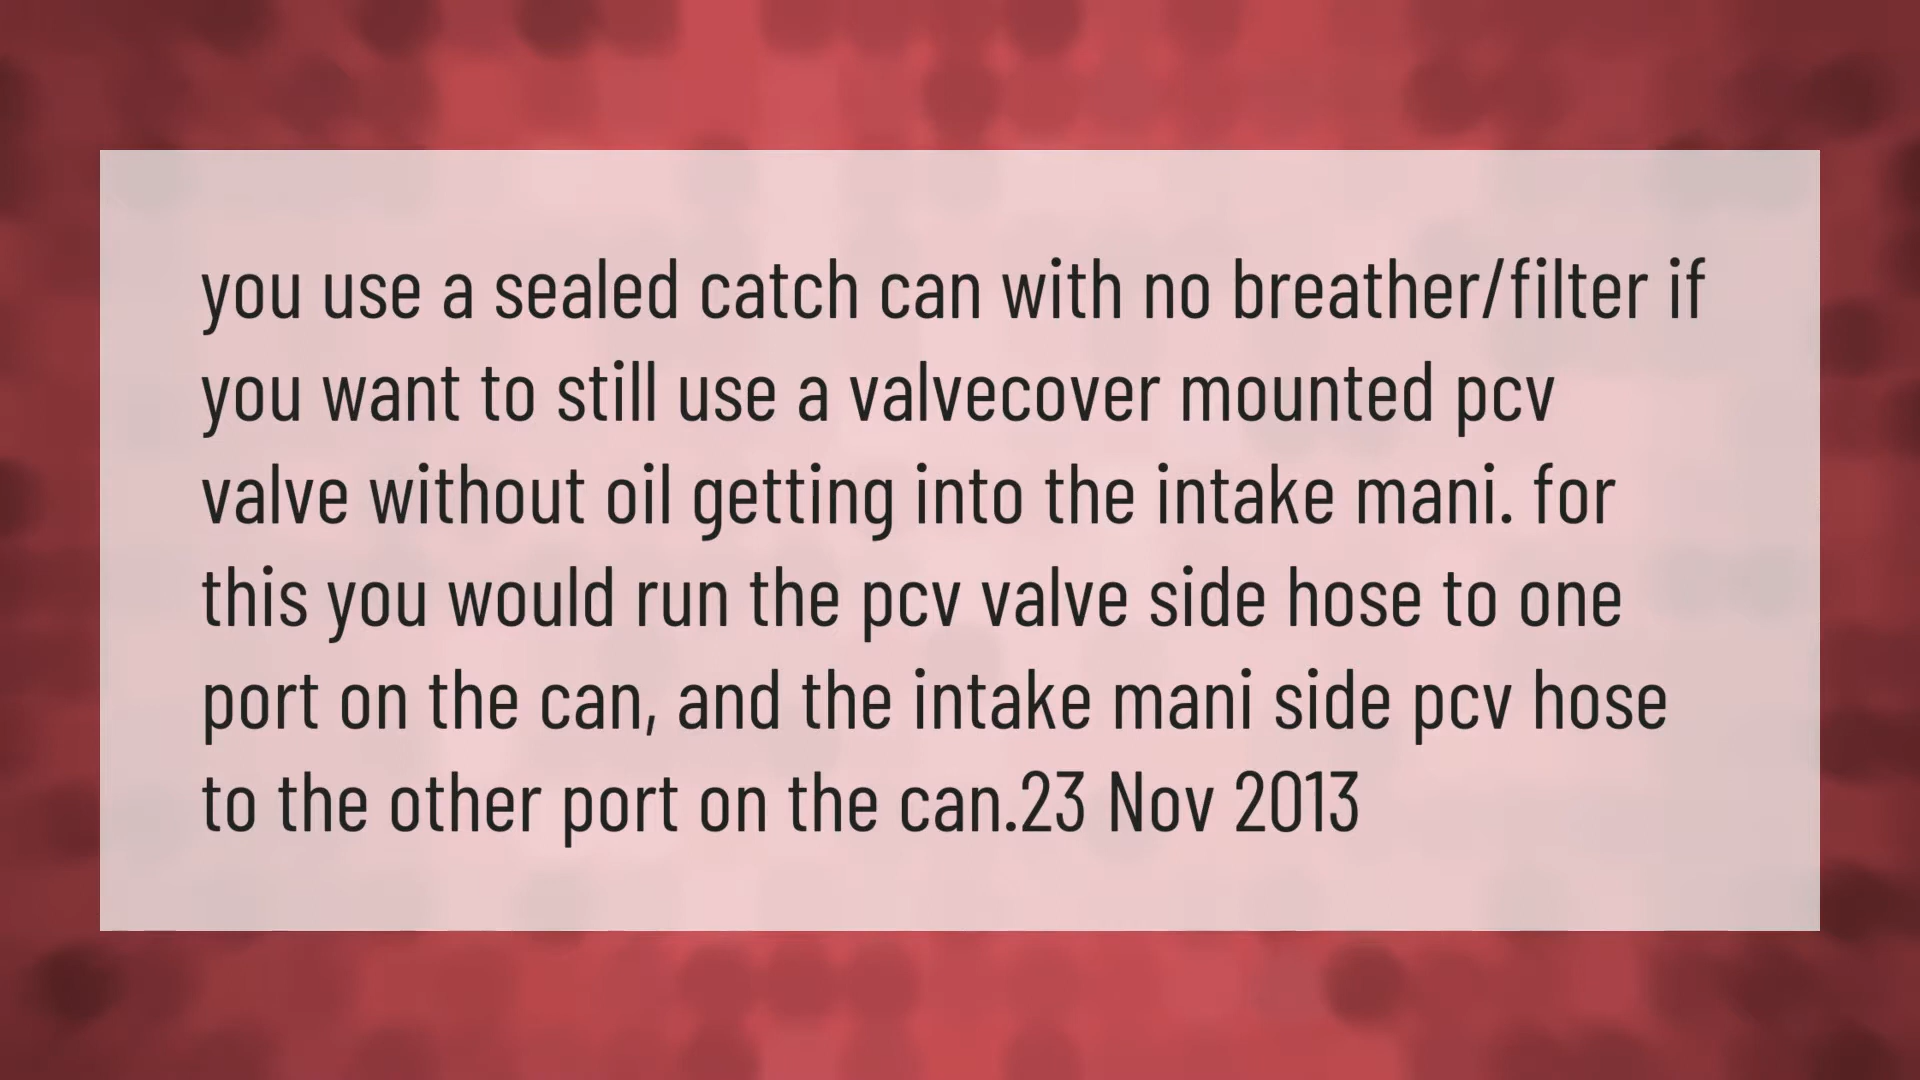 you use a sealed catch can with no breather/filter if
you want to still use a valvecover mounted pcv
valve without oil getting into the intake mani. for
this you would run the pcv valve side hose to one
port on the can, and the intake mani side pcv hose
to the other port on the can.23 Nov 2013